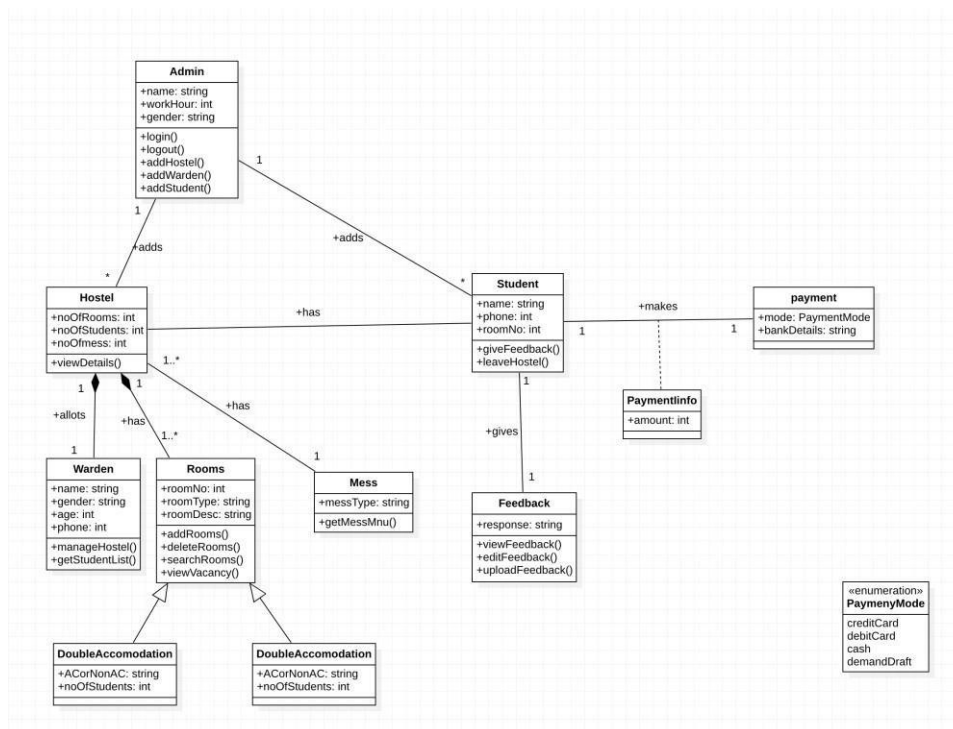 Admin
+name: string
+workHour: int
+gender: string
+login()
+logout()
+addHostel()
+addWarden()
+addStudent()
1
1
+adds
*
+adds
*
Hostel
+noOfRooms: int
+noOfStudents: int
+noOfmess: int
+viewDetails()
+has
Student
+name: string
+phone: int
+roomNo: int
+giveFeedback()
+leaveHostel()
+makes
1
1
payment
+mode: PaymentMode
+bankDetails: string
PaymentIinfo
+amount: int
1
+allots
1
1
+has
1..*
1..*
+has
1
1
+gives
1
Warden
+name: string
+gender: string
+age: int
+phone: int
+manageHostel()
+getStudentList()
Rooms
+roomNo: int
+roomType: string
+roomDesc: string
+addRooms()
+deleteRooms()
+searchRooms()
+viewVacancy()
Mess
+messType: string
+getMessMnu()
Feedback
+response: string
+viewFeedback()
+editFeedback()
+uploadFeedback()
«enumeration»
PaymenyMode
creditCard
debitCard
cash
demandDraft
DoubleAccomodation
+ACorNonAC: string
+noOfStudents: int
DoubleAccomodation
+ACorNonAC: string
+noOfStudents: int